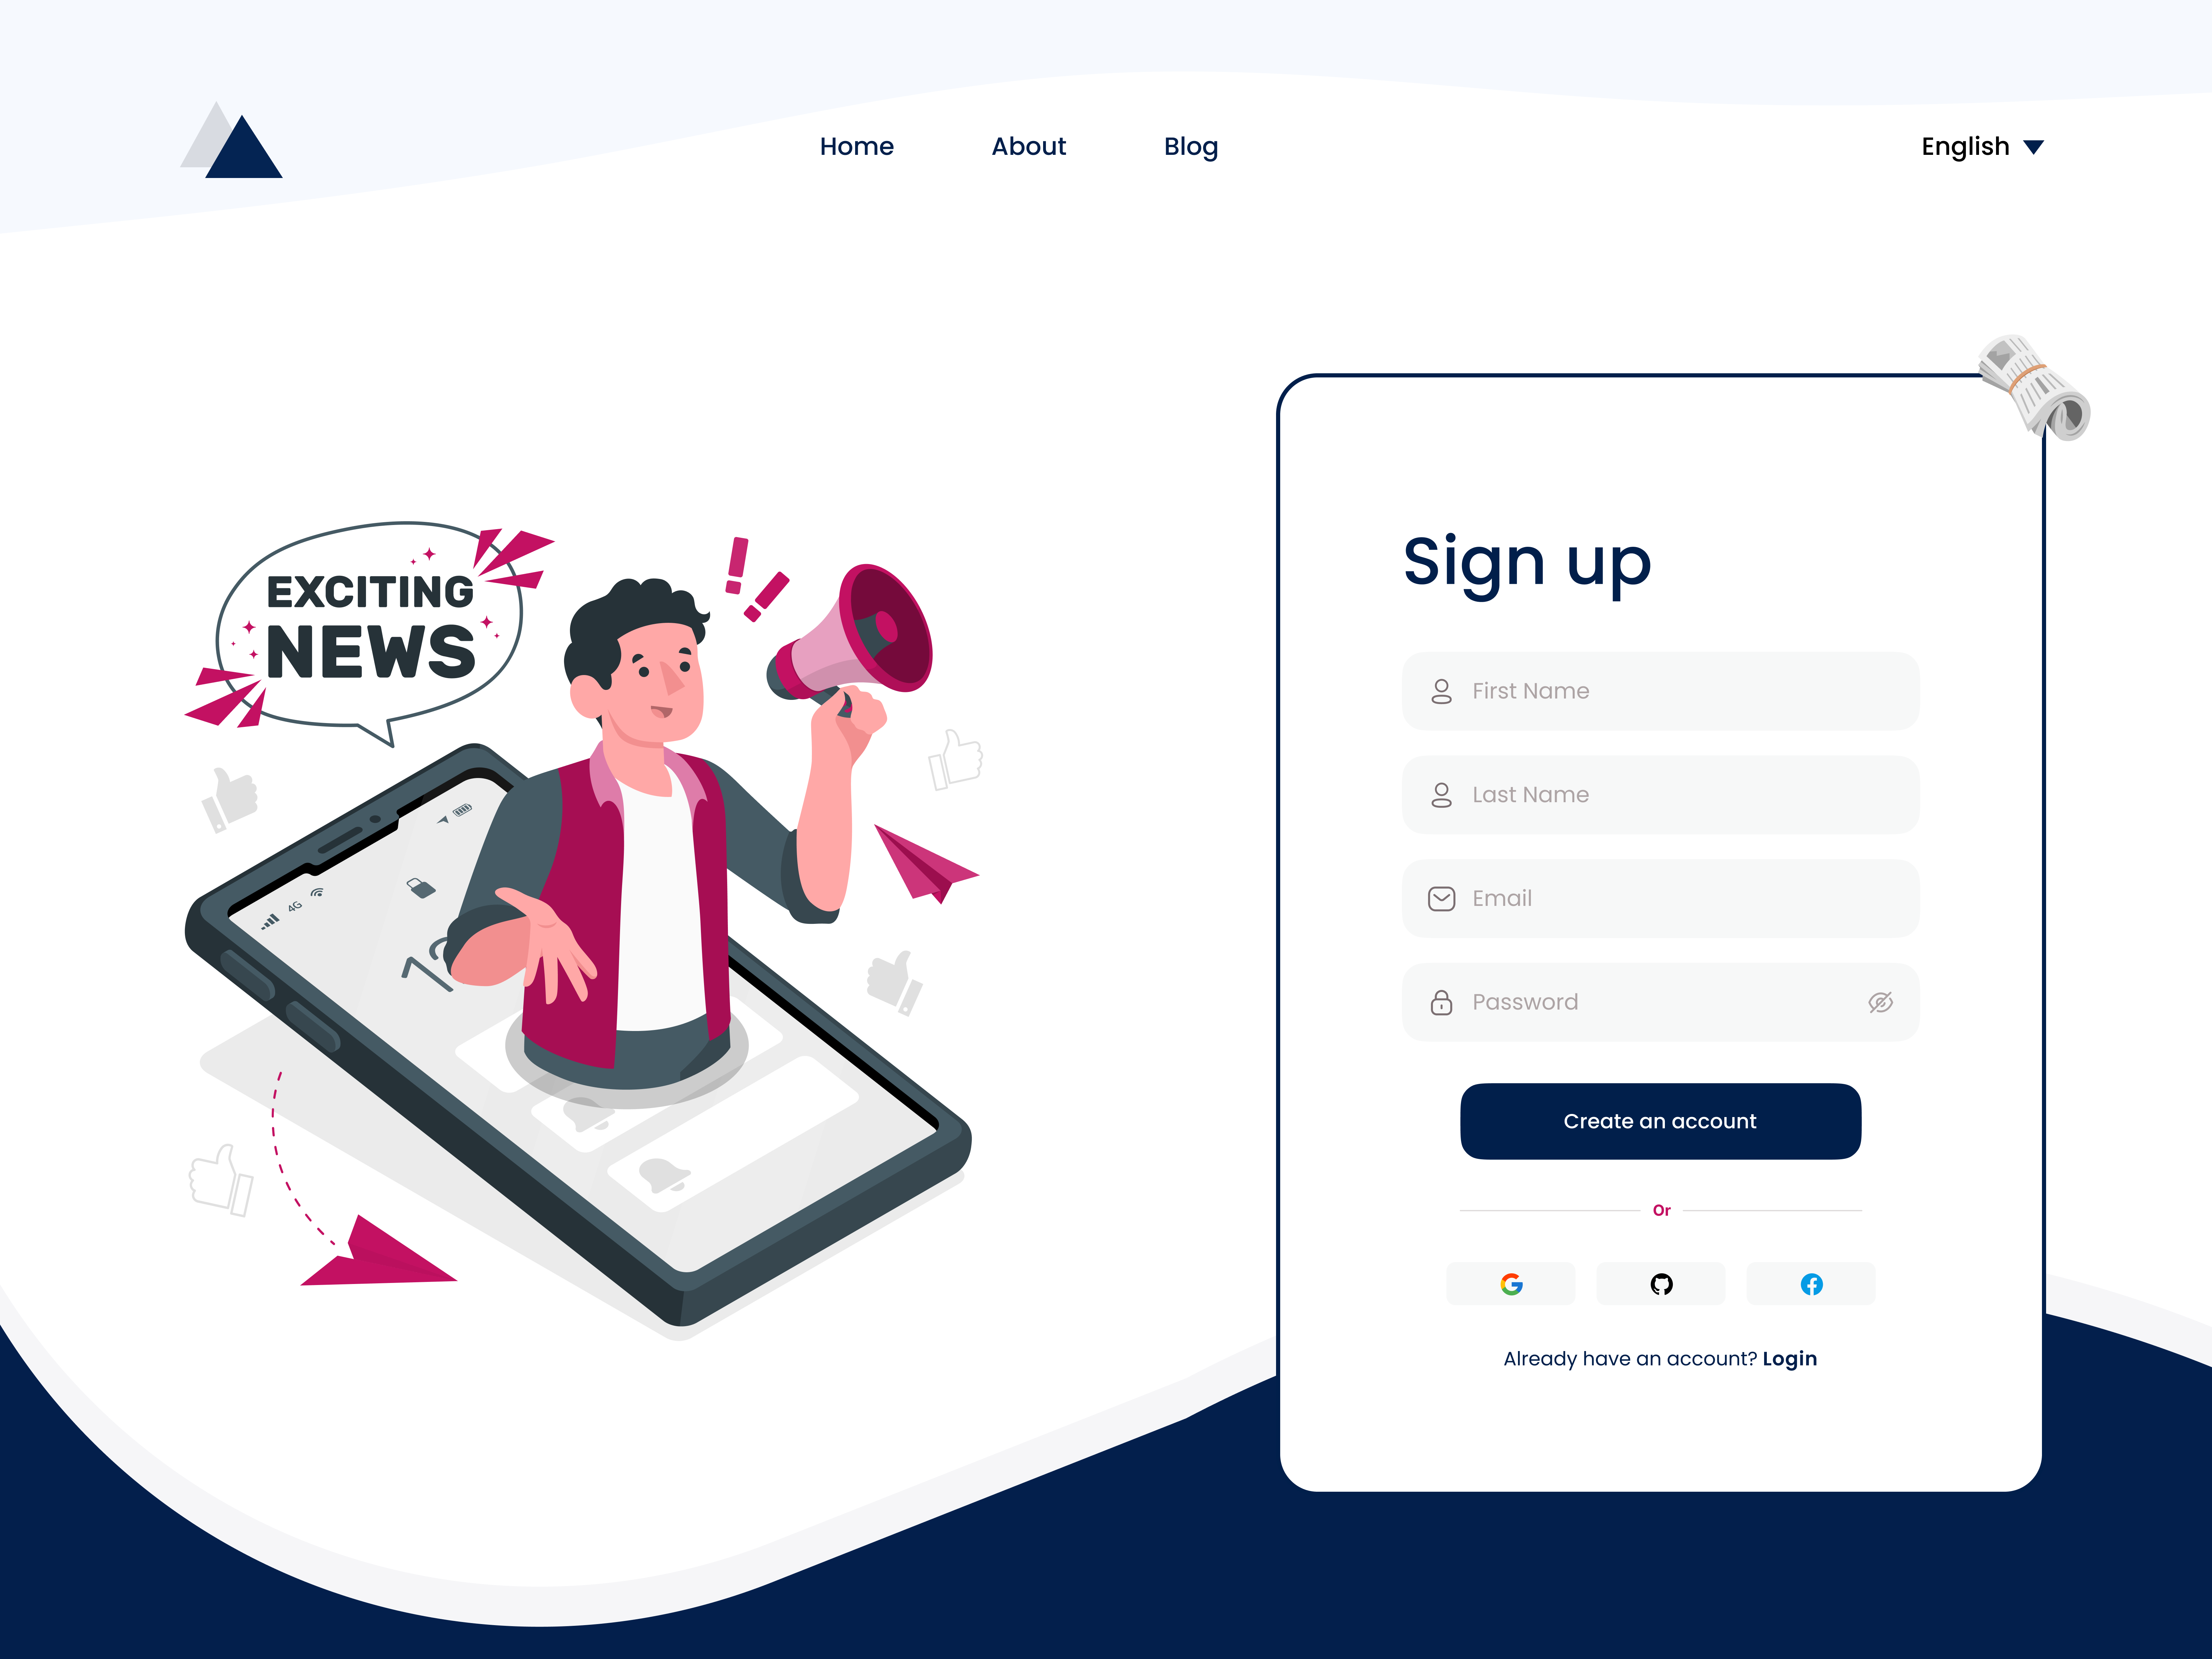 Home About Blog English
EXCITING
NEWS
4G
Sign up
First Name
Last Name
Email
Password
Create an account
Or
Already have an account? Login